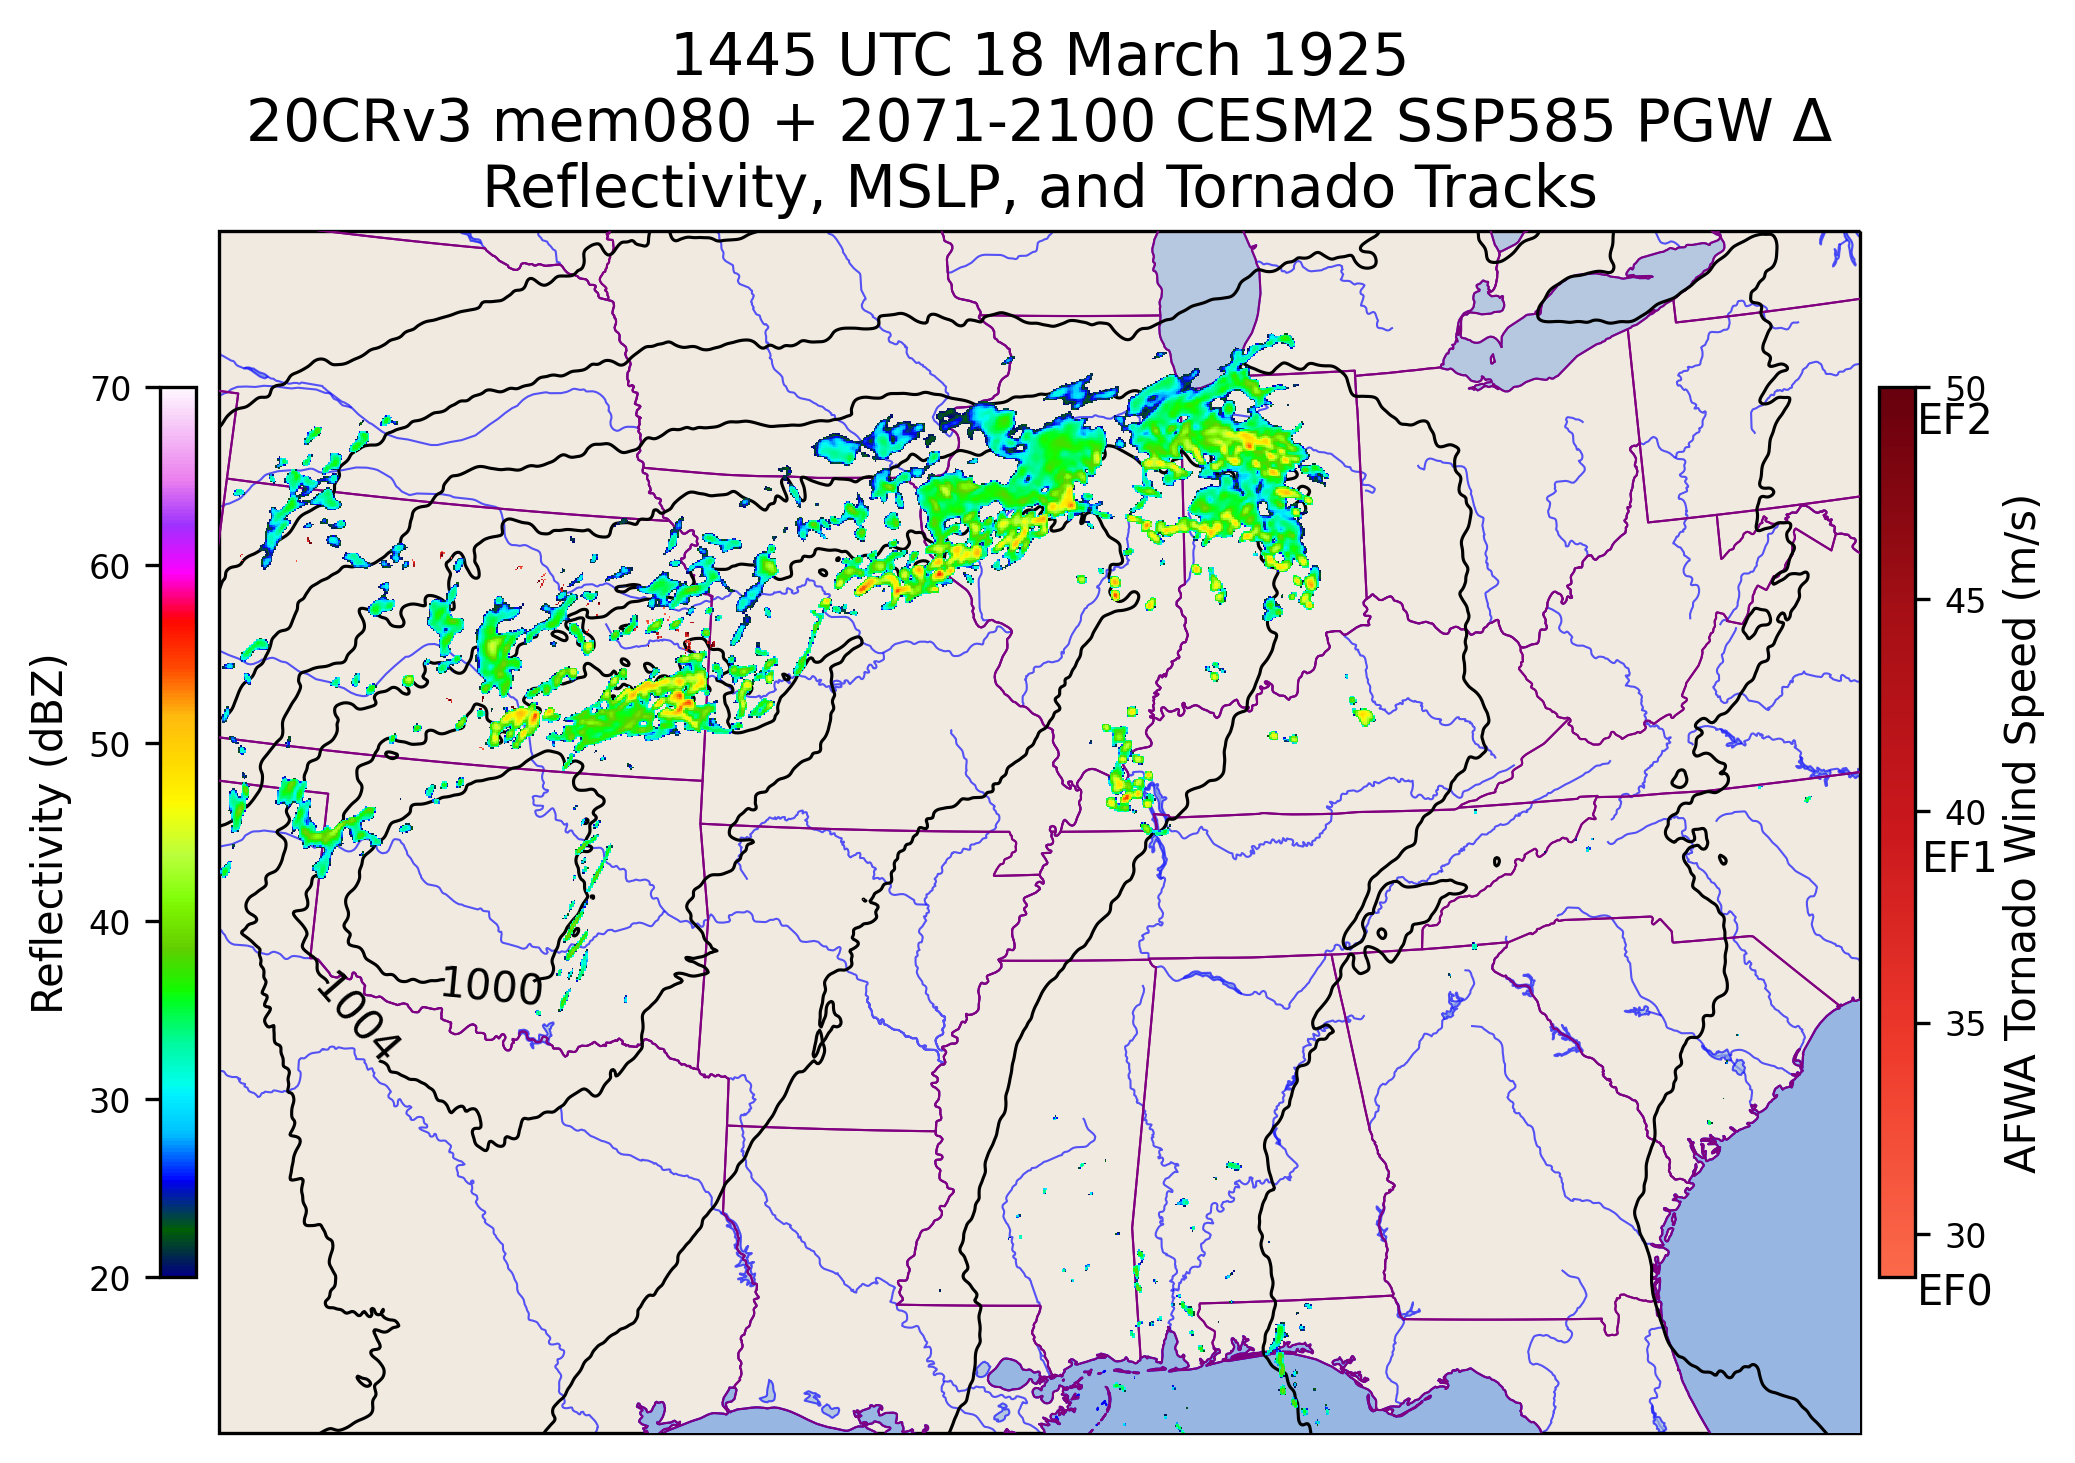 1445 UTC 18 March 1925
20CRv3 mem080 + 2071-2100 CESM2 SSP585 PGW Δ
Reflectivity, MSLP, and Tornado Tracks
70
60
50
40
30
20
Reflectivity (dBZ)
1000
1004
50
EF2
45
40
EF1
35
30
EF0
AFWA Tornado Wind Speed (m/s)